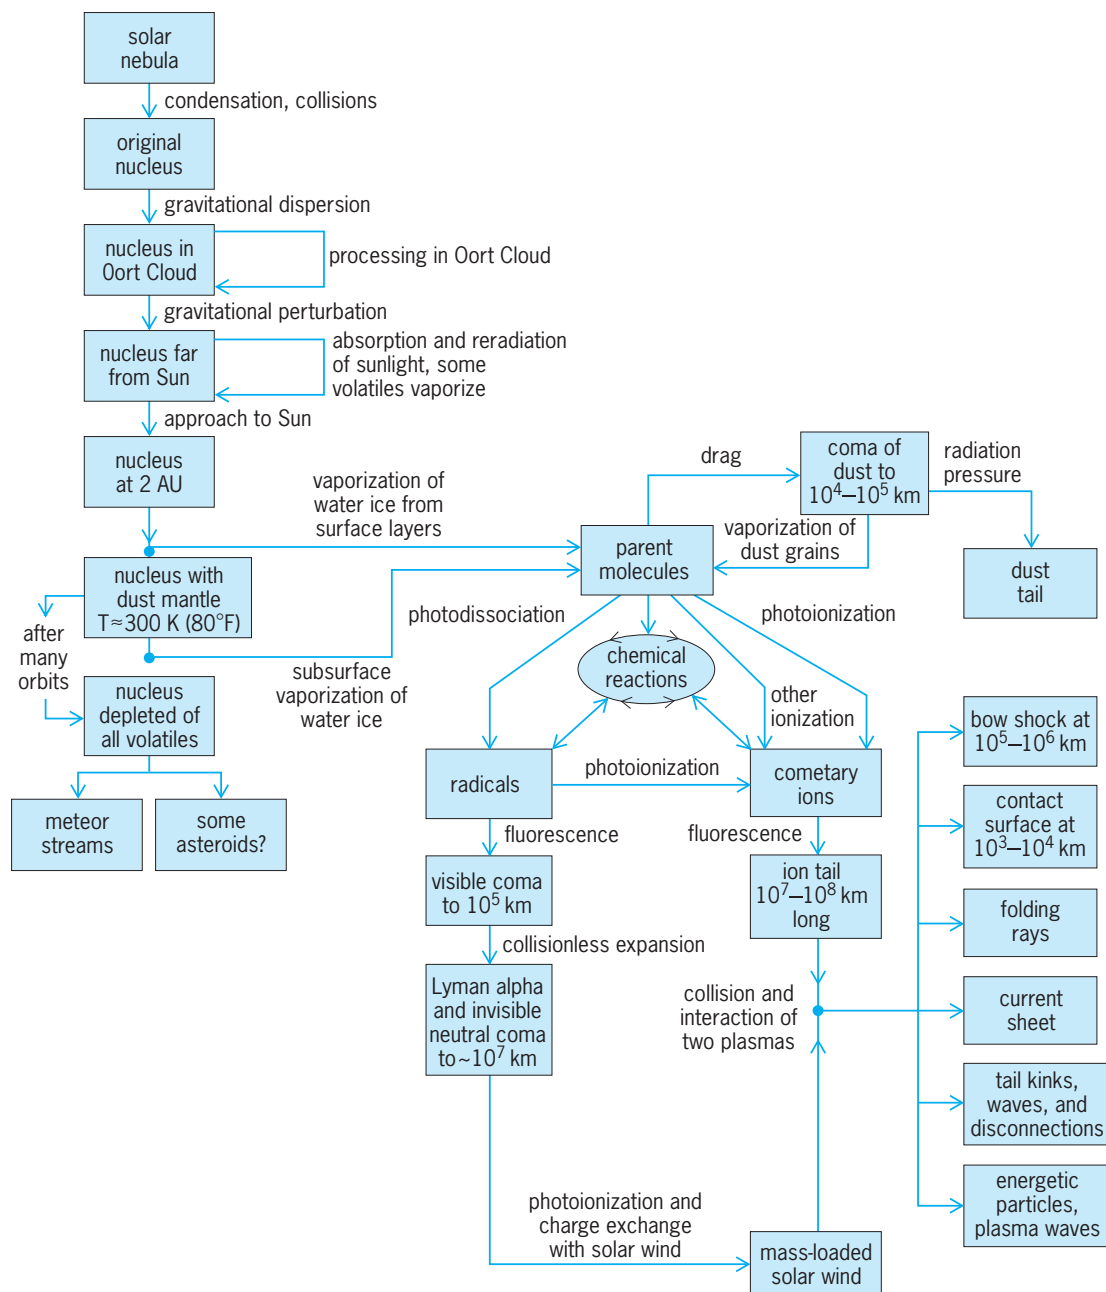 solar
nebula
condensation, collisions
original
nucleus
gravitational dispersion
nucleus in
Oort Cloud
processing in Oort Cloud
gravitational perturbation
nucleus far
from Sun
absorption and reradiation
of sunlight, some
volatiles vaporize
approach to Sun
nucleus
at 2 AU
vaporization of
water ice from
surface layers
nucleus with
dust mantle
T≈300 K (80°F)
after
many
orbits
subsurface
vaporization of
water ice
nucleus
depleted of
all volatiles
meteor
streams
some
asteroids?
drag
coma of
dust to
10⁴–10⁵ km
radiation
pressure
vaporization of
dust grains
parent
molecules
dust
tail
photodissociation
photoionization
chemical
reactions
other
ionization
radicals
photoionization
cometary
ions
fluorescence
fluorescence
visible coma
to 10⁵ km
ion tail
10⁷–10⁸ km
long
collisionless expansion
Lyman alpha
and invisible
neutral coma
to ~10⁷ km
collision and
interaction of
two plasmas
photoionization and
charge exchange
with solar wind
mass-loaded
solar wind
bow shock at
10⁵–10⁶ km
contact
surface at
10³–10⁴ km
folding
rays
current
sheet
tail kinks,
waves, and
disconnections
energetic
particles,
plasma waves